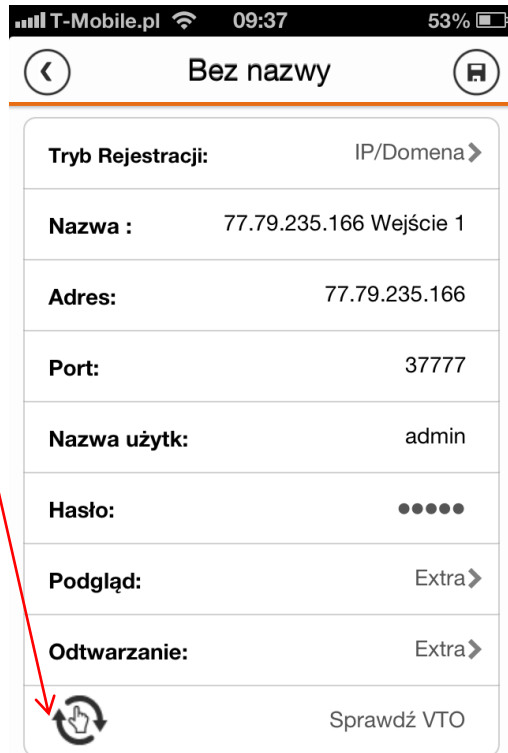 T-Mobile.pl 09:37 53%
Bez nazwy
Tryb Rejestracji: IP/Domena
Nazwa : 77.79.235.166 Wejście 1
Adres: 77.79.235.166
Port: 37777
Nazwa użytk: admin
Hasło: •••••
Podgląd: Extra
Odtwarzanie: Extra
Sprawdź VTO